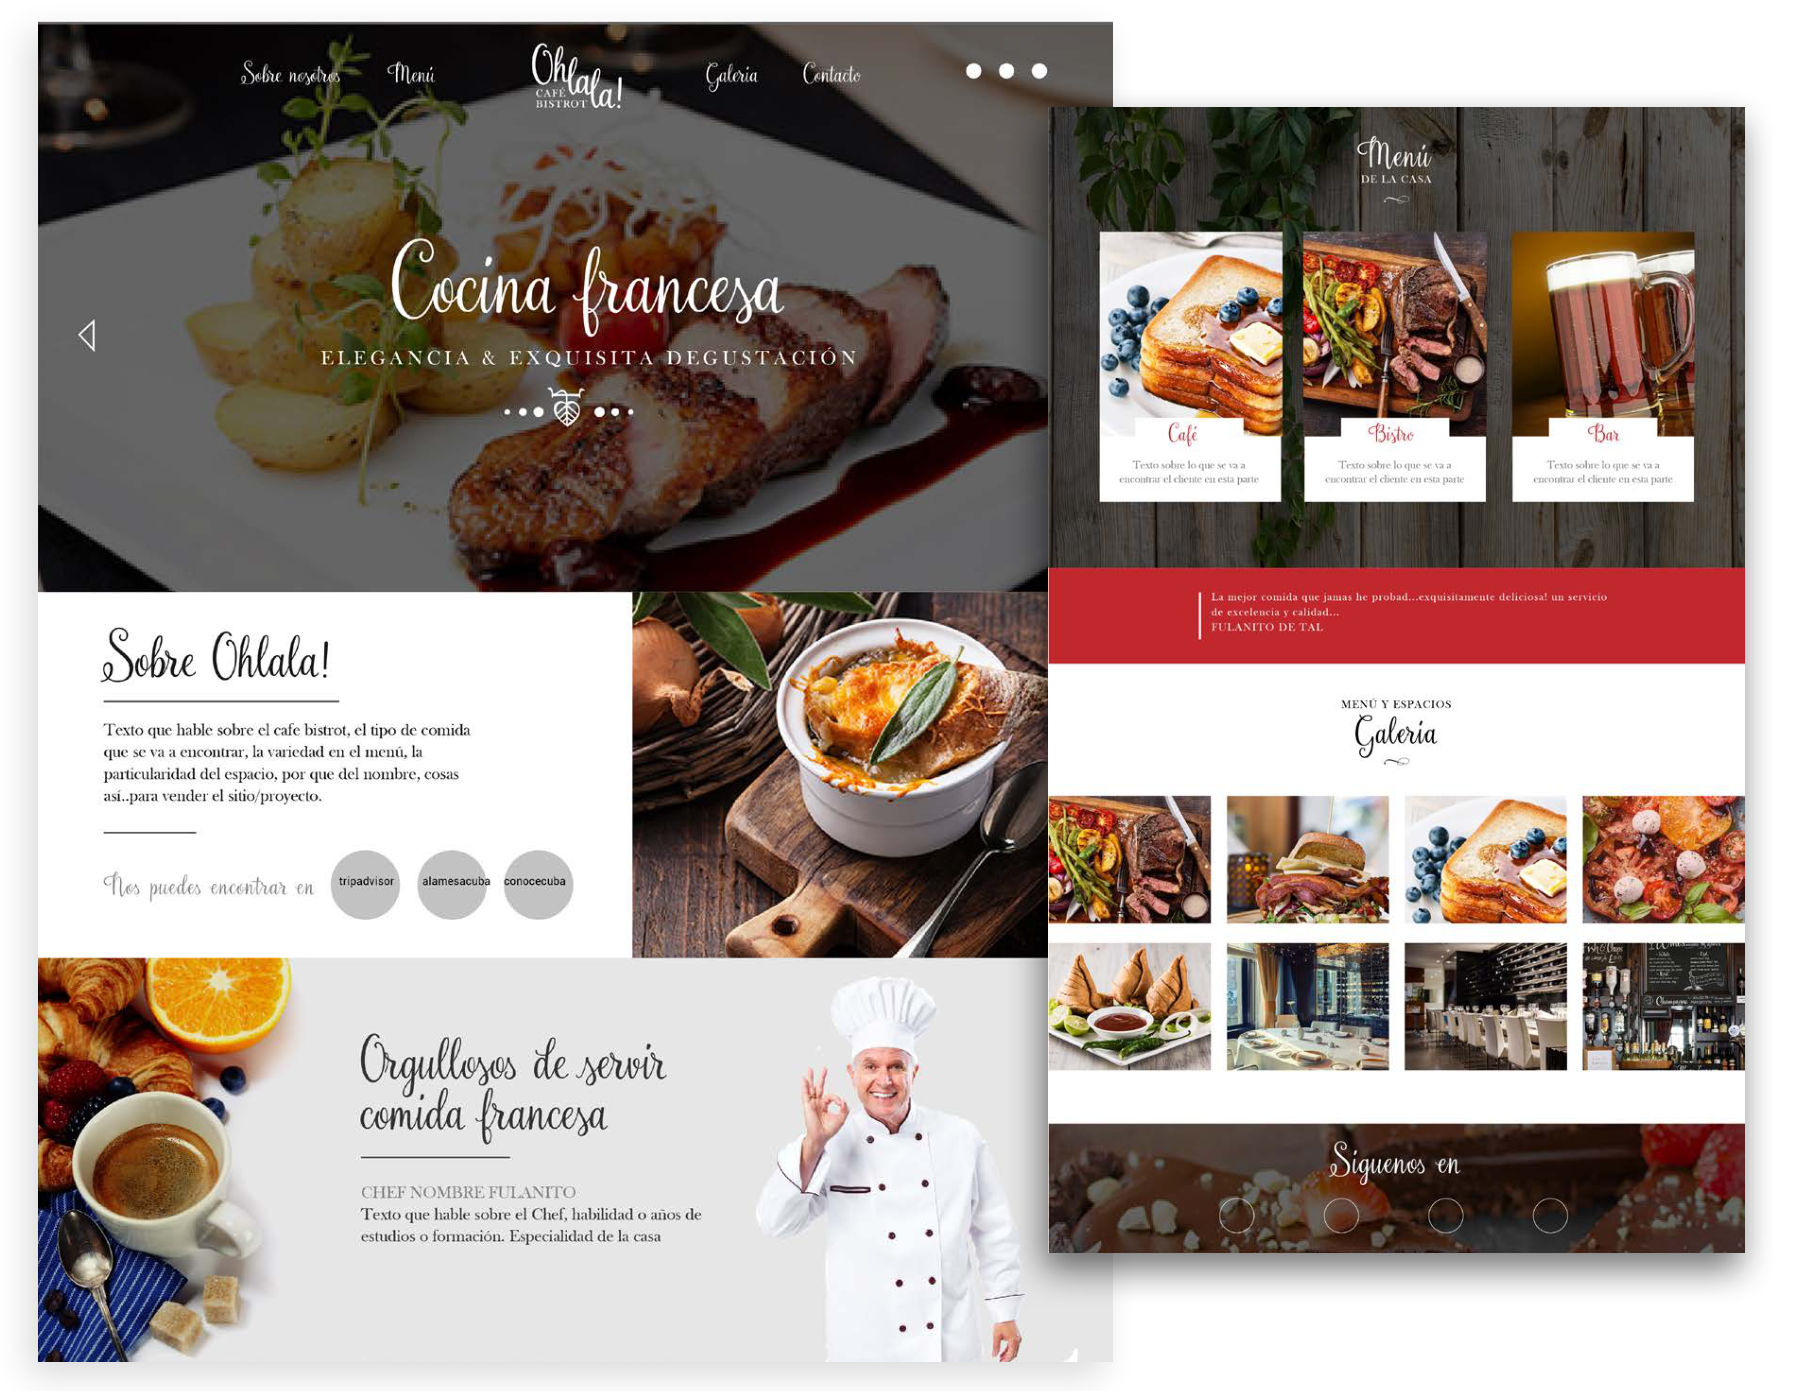 Sobre nosotros
Menú
Ohlala!
CAFÉ
BISTROT
Galeria
Contacto
Cocina francesa
ELEGANCIA & EXQUISITA DEGUSTACIÓN
Sobre Ohlala!
Texto que hable sobre el cafe bistrot, el tipo de comida
que se va a encontrar, la variedad en el menú, la
particularidad del espacio, por que del nombre, cosas
así..para vender el sitio/proyecto.
Nos puedes encontrar en
tripadvisor
alamesacuba
conocecuba
Orgullosos de servir
comida francesa
CHEF NOMBRE FULANITO
Texto que hable sobre el Chef, habilidad o años de
estudios o formación. Especialidad de la casa
Menú
DE LA CASA
Café
Texto sobre lo que se va a
encontrar el cliente en esta parte
Bistro
Texto sobre lo que se va a
encontrar el cliente en esta parte
Bar
Texto sobre lo que se va a
encontrar el cliente en esta parte
La mejor comida que jamas he probad...exquisitamente deliciosa! un servicio
de excelencia y calidad...
FULANITO DE TAL
MENÚ Y ESPACIOS
Galeria
Siguenos en